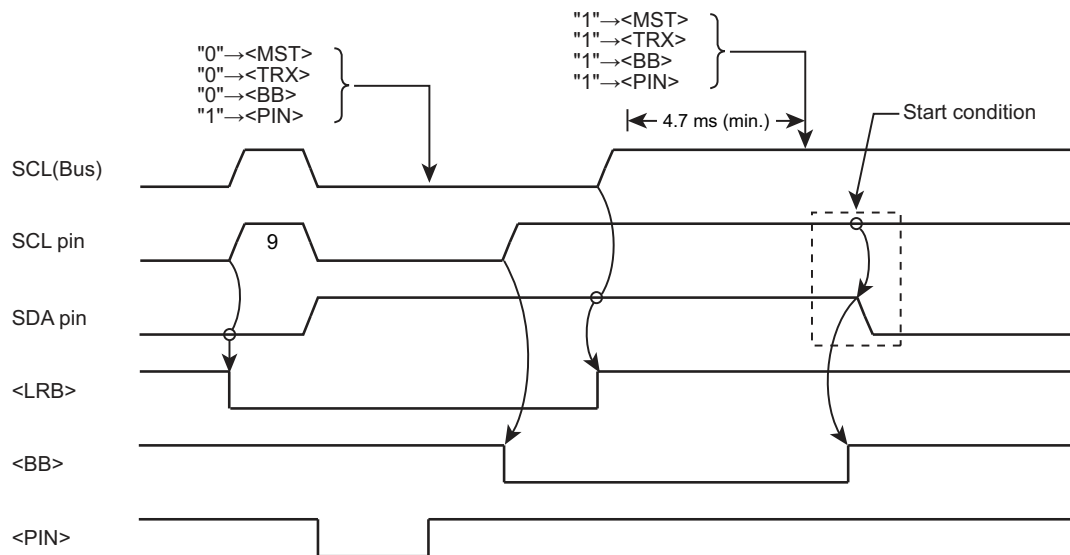 "0"→<MST>
"0"→<TRX>
"0"→<BB>
"1"→<PIN>
"1"→<MST>
"1"→<TRX>
"1"→<BB>
"1"→<PIN>
4.7 ms (min.)
Start condition
SCL(Bus)
SCL pin
9
SDA pin
<LRB>
<BB>
<PIN>